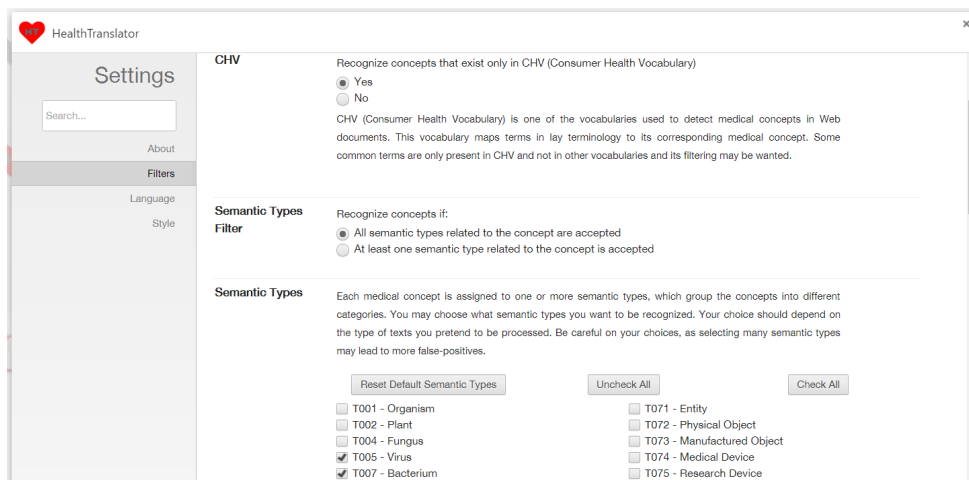 HT HealthTranslator
×
Settings
Search...
About
Filters
Language
Style
CHV
Recognize concepts that exist only in CHV (Consumer Health Vocabulary)
Yes
No
CHV (Consumer Health Vocabulary) is one of the vocabularies used to detect medical concepts in Web
documents. This vocabulary maps terms in lay terminology to its corresponding medical concept. Some
common terms are only present in CHV and not in other vocabularies and its filtering may be wanted.
Semantic Types
Filter
Recognize concepts if:
All semantic types related to the concept are accepted
At least one semantic type related to the concept is accepted
Semantic Types
Each medical concept is assigned to one or more semantic types, which group the concepts into different
categories. You may choose what semantic types you want to be recognized. Your choice should depend on
the type of texts you pretend to be processed. Be careful on your choices, as selecting many semantic types
may lead to more false-positives.
Reset Default Semantic Types Uncheck All Check All
T001 - Organism
T002 - Plant
T004 - Fungus
T005 - Virus
T007 - Bacterium
T071 - Entity
T072 - Physical Object
T073 - Manufactured Object
T074 - Medical Device
T075 - Research Device